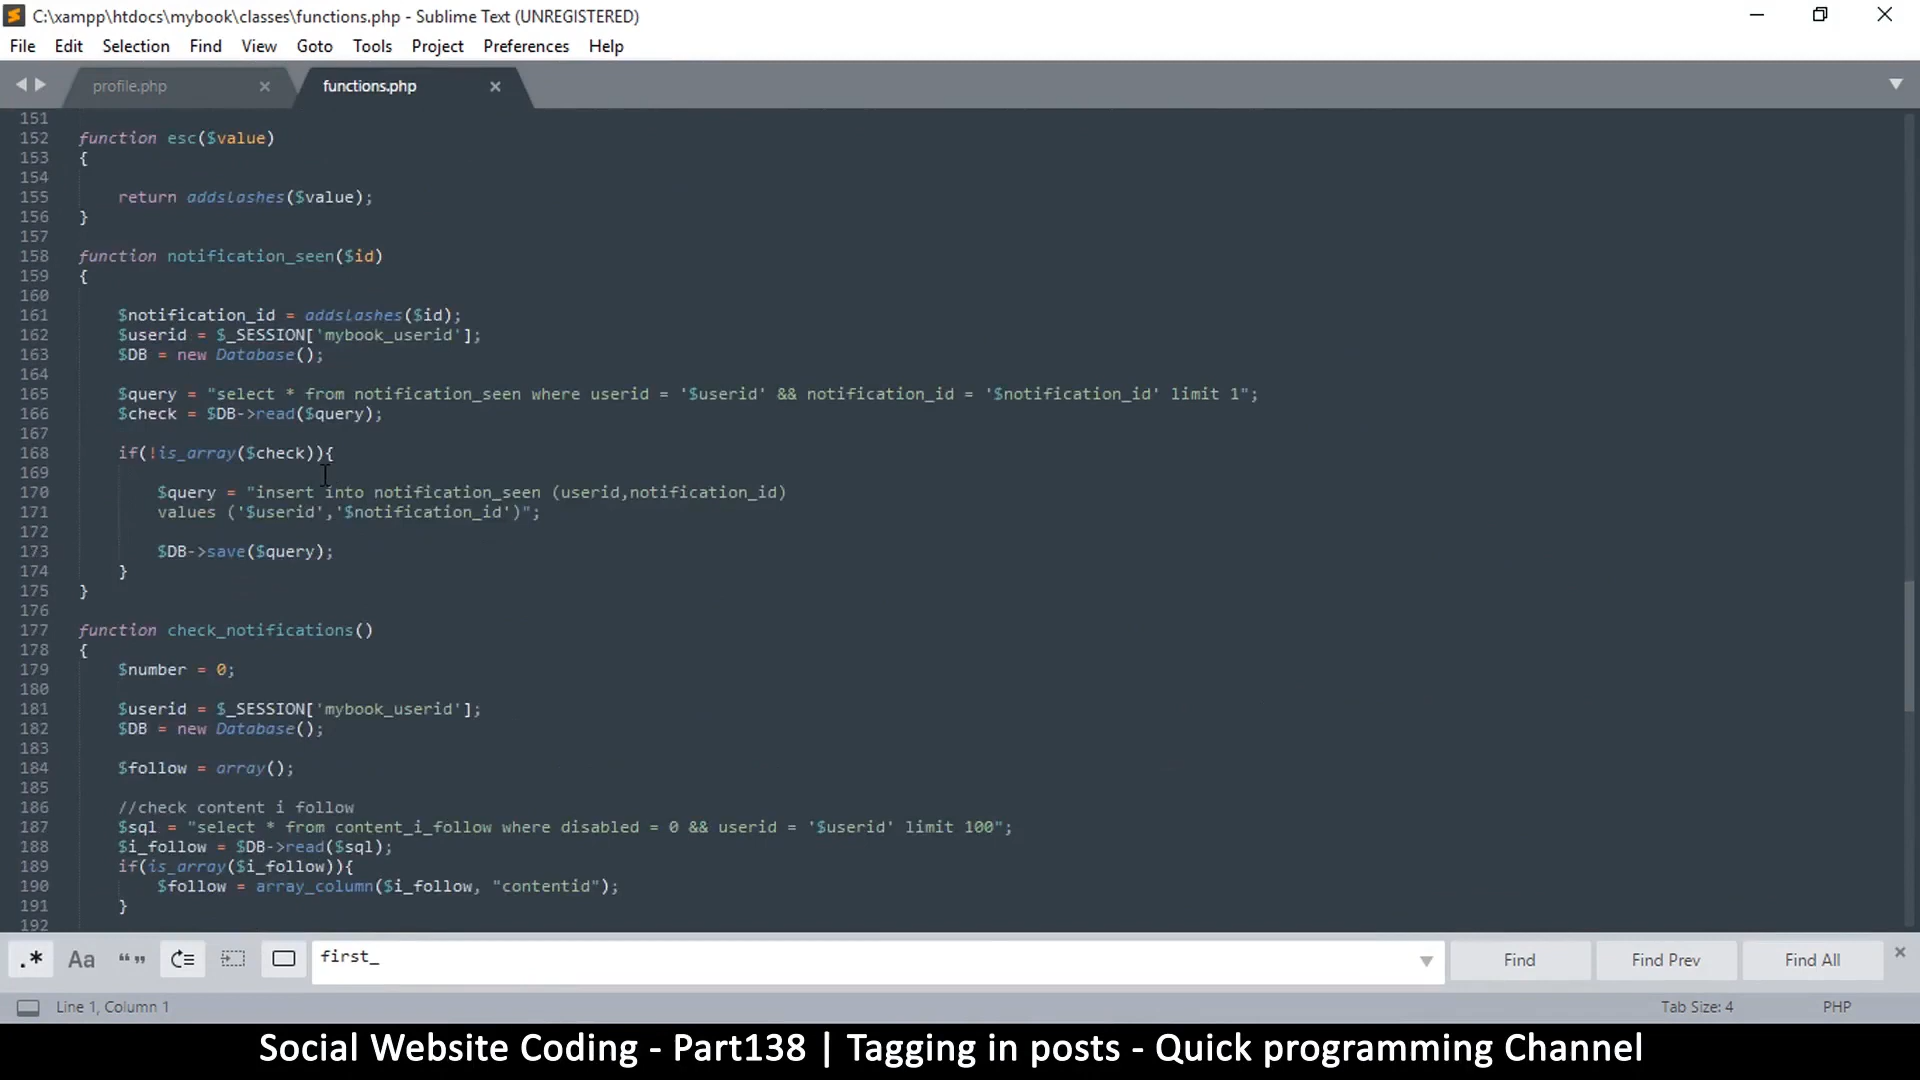 C:\xampp\htdocs\mybook\classes\functions.php - Sublime Text (UNREGISTERED)
File Edit Selection Find View Goto Tools Project Preferences Help
profile.php × functions.php ×
151
152 function esc($value)
153 {
154
155 return addslashes($value);
156 }
157
158 function notification_seen($id)
159 {
160
161 $notification_id = addslashes($id);
162 $userid = $_SESSION['mybook_userid'];
163 $DB = new Database();
164
165 $query = "select * from notification_seen where userid = '$userid' && notification_id = '$notification_id' limit 1";
166 $check = $DB->read($query);
167
168 if(!is_array($check)){
169
170 $query = "insert into notification_seen (userid,notification_id)
171 values ('$userid','$notification_id')";
172
173 $DB->save($query);
174 }
175 }
176
177 function check_notifications()
178 {
179 $number = 0;
180
181 $userid = $_SESSION['mybook_userid'];
182 $DB = new Database();
183
184 $follow = array();
185
186 //check content i follow
187 $sql = "select * from content_i_follow where disabled = 0 && userid = '$userid' limit 100";
188 $i_follow = $DB->read($sql);
189 if(is_array($i_follow)){
190 $follow = array_column($i_follow, "contentid");
191 }
192
.* Aa “” first_ Find Find Prev Find All ×
Line 1, Column 1 Tab Size: 4 PHP
Social Website Coding - Part138 | Tagging in posts - Quick programming Channel